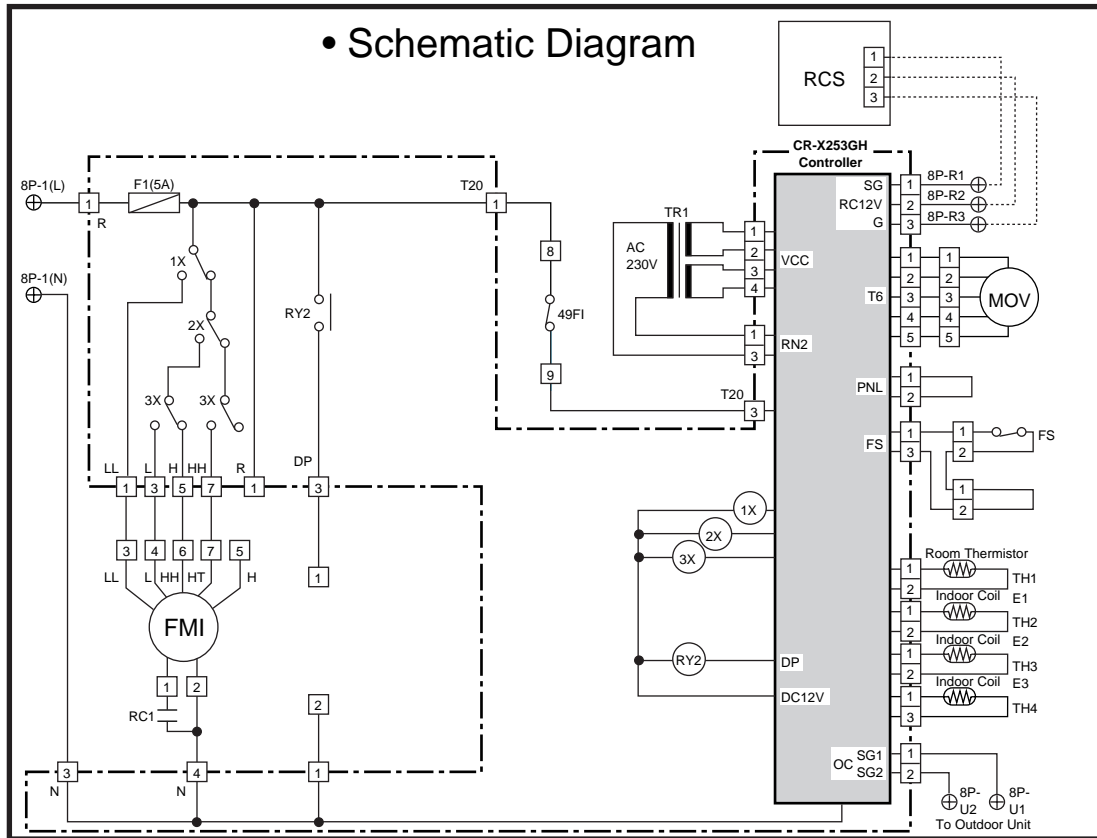 • Schematic Diagram
RCS
1
2
3
CR-X253GH
Controller
8P-1(L)
1
R
F1(5A)
T20
1
8P-1(N)
1X
2X
3X
3X
RY2
8
49FI
9
T20
3
TR1
AC
230V
1
2
3
4
VCC
1
3
RN2
SG
1
8P-R1
RC12V
2
8P-R2
G
3
8P-R3
T6
1
2
3
4
5
1
2
3
4
5
MOV
PNL
1
2
FS
1
3
1
2
FS
1
2
LL
L
H
HH
R
DP
1
3
5
7
1
3
3
4
6
7
5
LL
L
HH
HT
H
1
FMI
1
2
RC1
2
3
4
1
N
N
1X
2X
3X
RY2
DP
DC12V
Room Thermistor
1
2
TH1
Indoor Coil
E1
1
2
TH2
Indoor Coil
E2
1
2
TH3
Indoor Coil
E3
1
3
TH4
OC
SG1
SG2
1
2
8P-
U2
8P-
U1
To Outdoor Unit